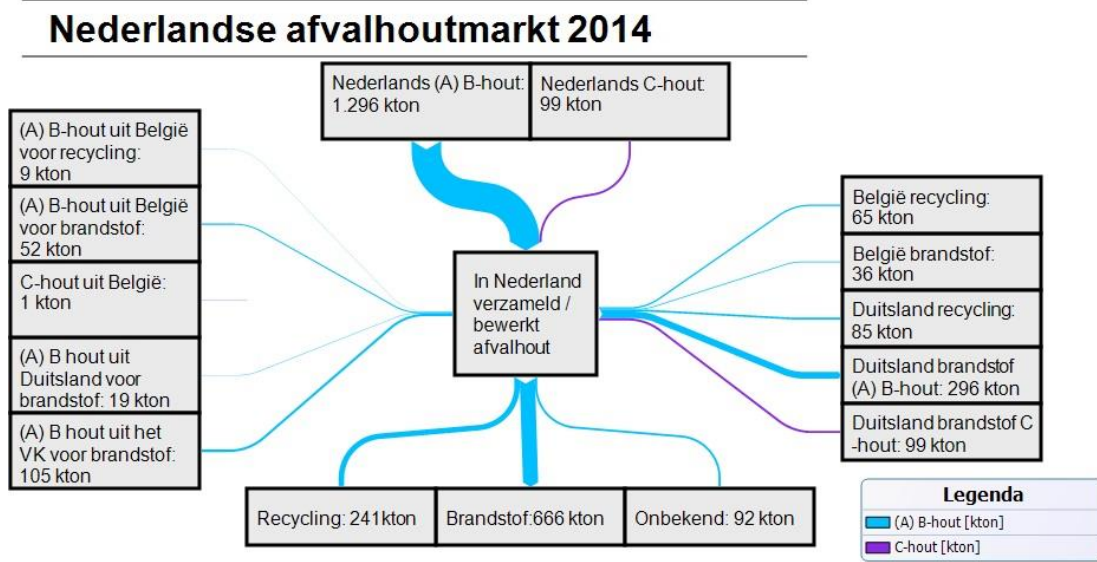 Nederlandse afvalhoutmarkt 2014
Nederlands (A) B-hout:
1.296 kton
Nederlands C-hout:
99 kton
(A) B-hout uit België
voor recycling:
9 kton
(A) B-hout uit België
voor brandstof:
52 kton
C-hout uit België:
1 kton
(A) B hout uit
Duitsland voor
brandstof: 19 kton
(A) B hout uit het
VK voor brandstof:
105 kton
In Nederland
verzameld /
bewerkt
afvalhout
België recycling:
65 kton
België brandstof:
36 kton
Duitsland recycling:
85 kton
Duitsland brandstof
(A) B-hout: 296 kton
Duitsland brandstof C
-hout: 99 kton
Recycling: 241kton
Brandstof:666 kton
Onbekend: 92 kton
Legenda
(A) B-hout [kton]
C-hout [kton]